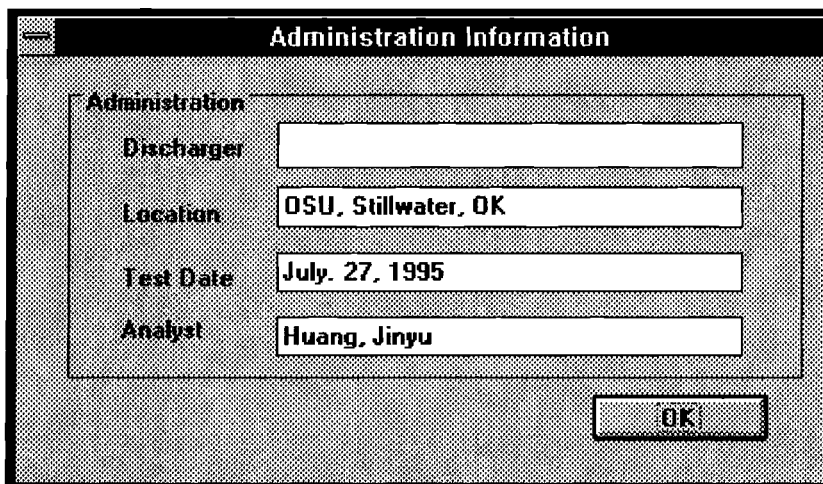 Administration Information
Administration
Discharger
Location OSU, Stillwater, OK
Test Date July. 27, 1995
Analyst Huang, Jinyu
OK